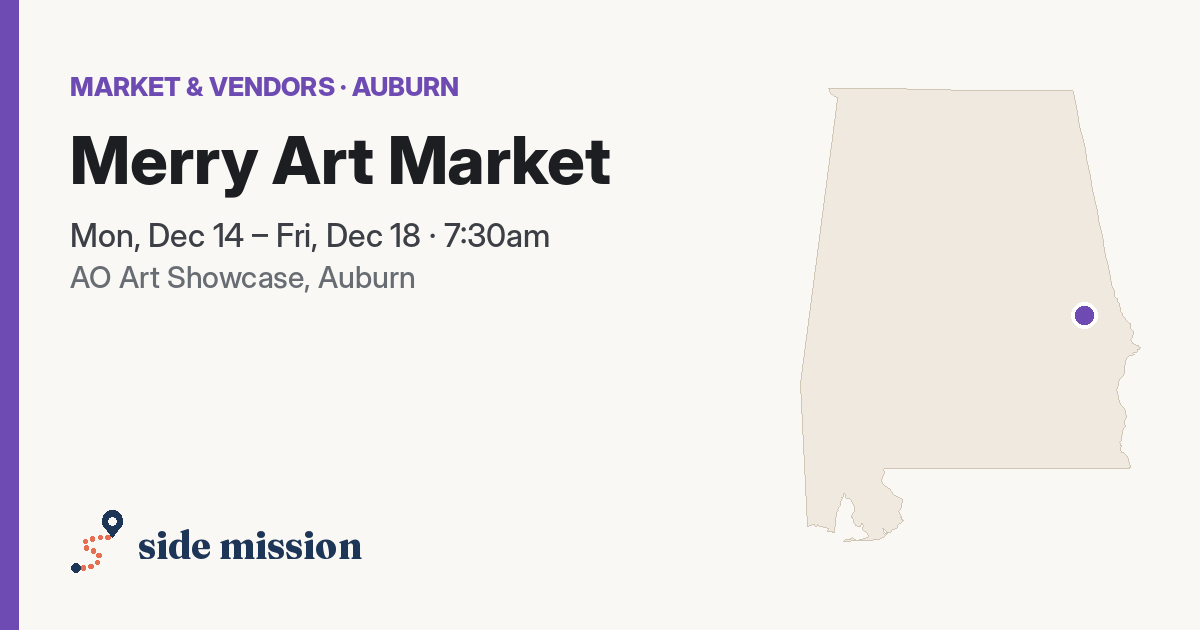 MARKET & VENDORS · AUBURN
Merry Art Market
Mon, Dec 14 – Fri, Dec 18 · 7:30am
AO Art Showcase, Auburn
side mission